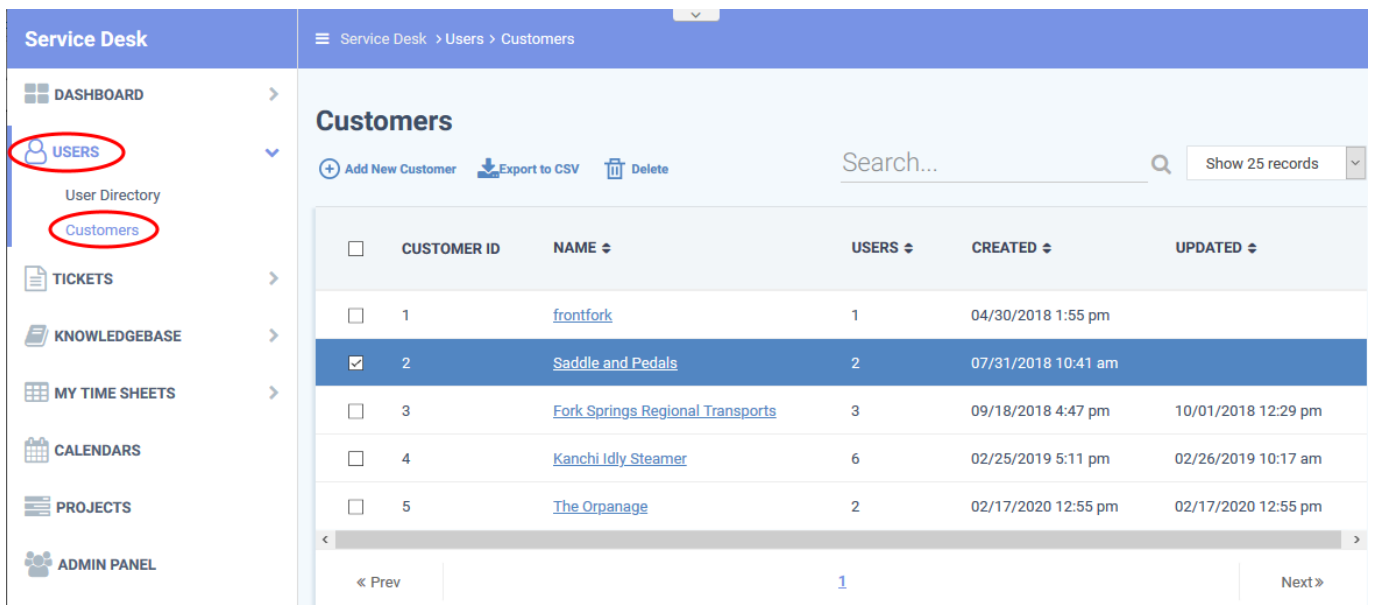 Service Desk
Service Desk > Users > Customers
DASHBOARD
USERS
User Directory
Customers
TICKETS
KNOWLEDGEBASE
MY TIME SHEETS
CALENDARS
PROJECTS
ADMIN PANEL
Customers
Add New Customer Export to CSV Delete Search... Show 25 records
CUSTOMER ID NAME USERS CREATED UPDATED
1 frontfork 1 04/30/2018 1:55 pm
2 Saddle and Pedals 2 07/31/2018 10:41 am
3 Fork Springs Regional Transports 3 09/18/2018 4:47 pm 10/01/2018 12:29 pm
4 Kanchi Idly Steamer 6 02/25/2019 5:11 pm 02/26/2019 10:17 am
5 The Orpanage 2 02/17/2020 12:55 pm 02/17/2020 12:55 pm
« Prev 1 Next »